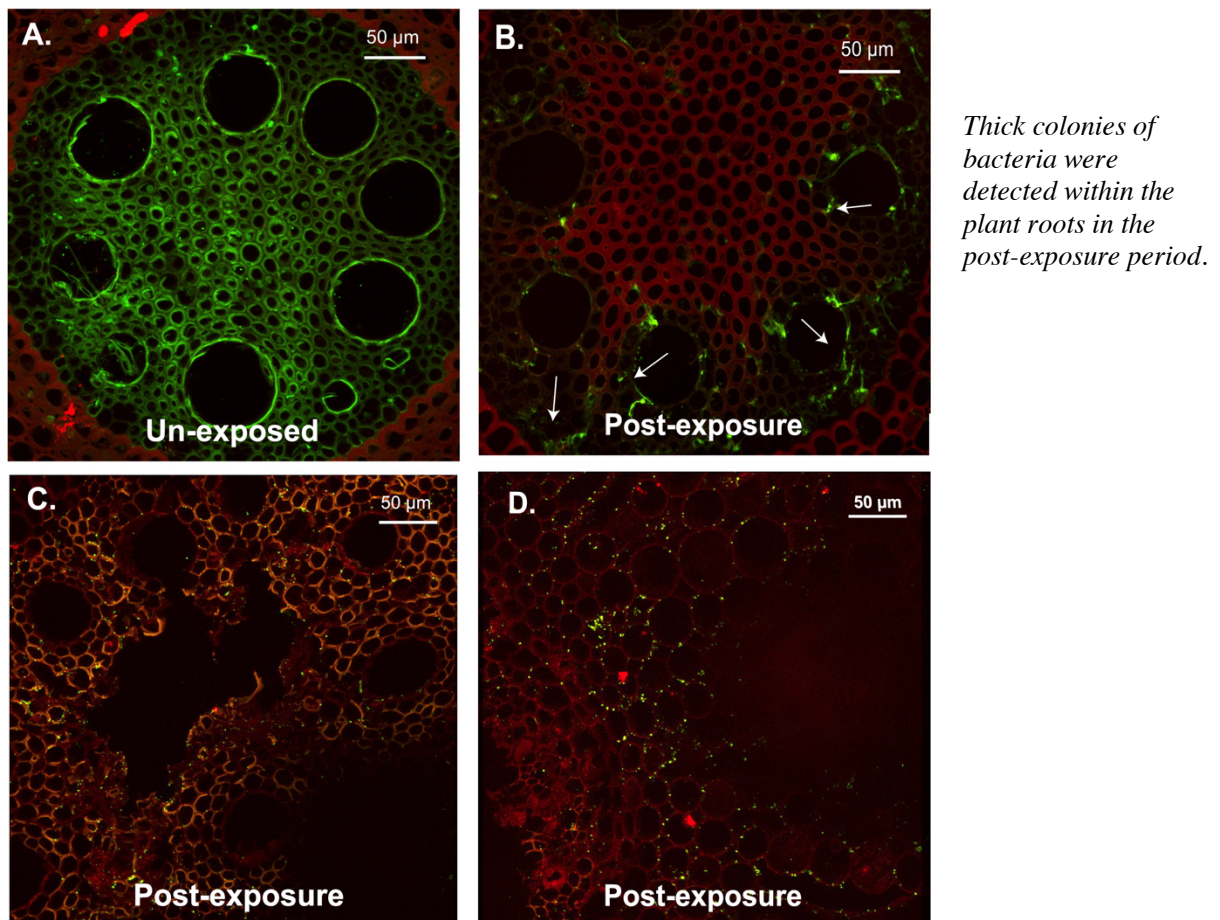 A.
50 µm
Un-exposed
B.
50 µm
Post-exposure
Thick colonies of
bacteria were
detected within the
plant roots in the
post-exposure period.
C.
50 µm
Post-exposure
D.
50 µm
Post-exposure